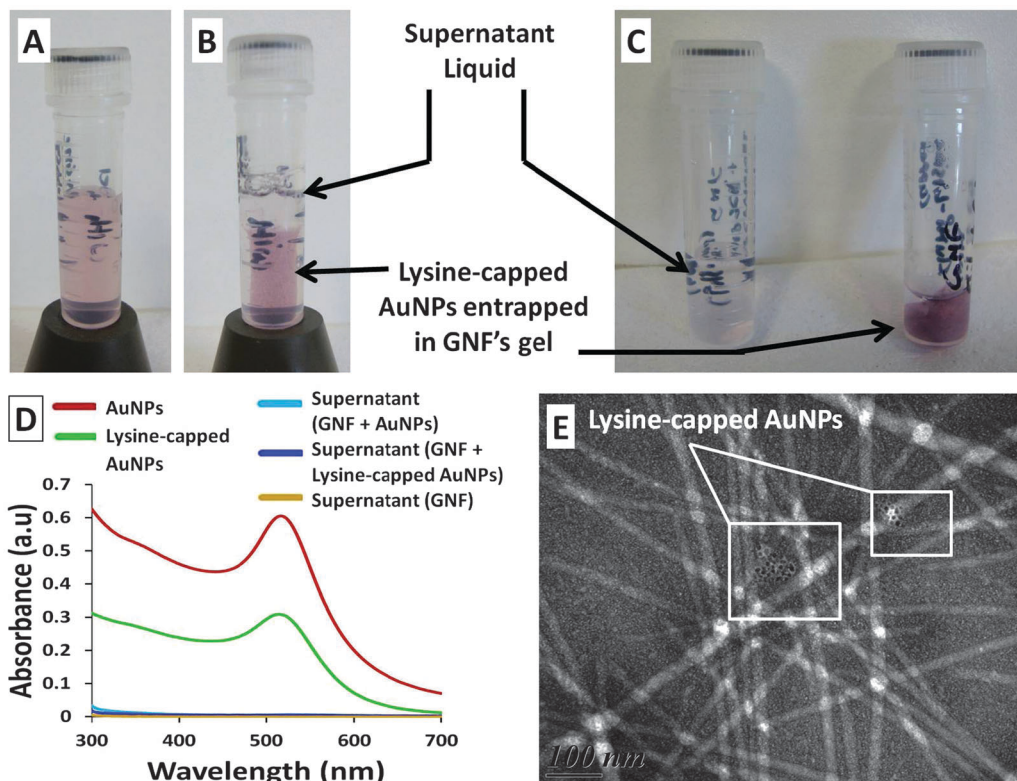 A
B
C
Supernatant
Liquid
Lysine-capped
AuNPs entrapped
in GNF's gel
D
AuNPs
Lysine-capped
AuNPs
Supernatant
(GNF + AuNPs)
Supernatant (GNF +
Lysine-capped AuNPs)
Supernatant (GNF)
Absorbance (a.u)
0.7
0.6
0.5
0.4
0.3
0.2
0.1
0
300
400
500
600
700
Wavelength (nm)
E
Lysine-capped AuNPs
100 nm